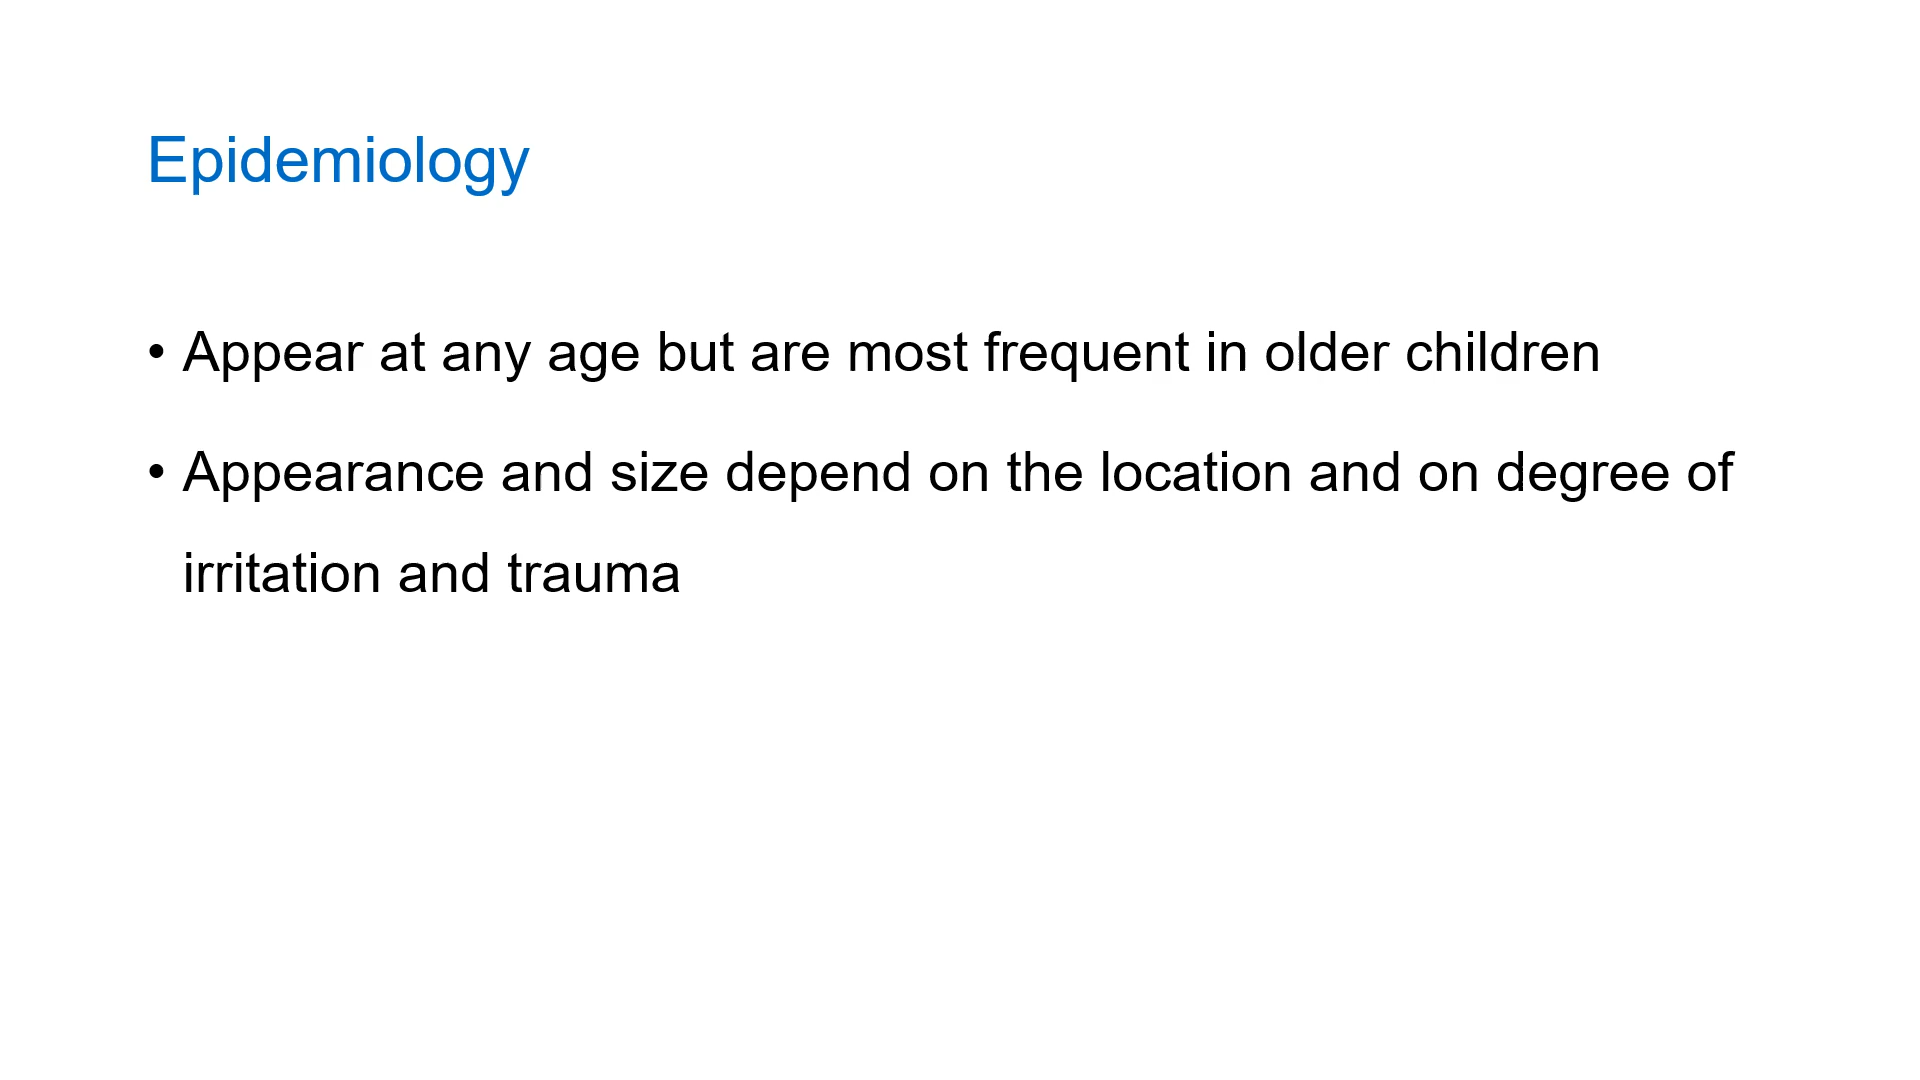 Epidemiology
• Appear at any age but are most frequent in older children
• Appearance and size depend on the location and on degree of
irritation and trauma